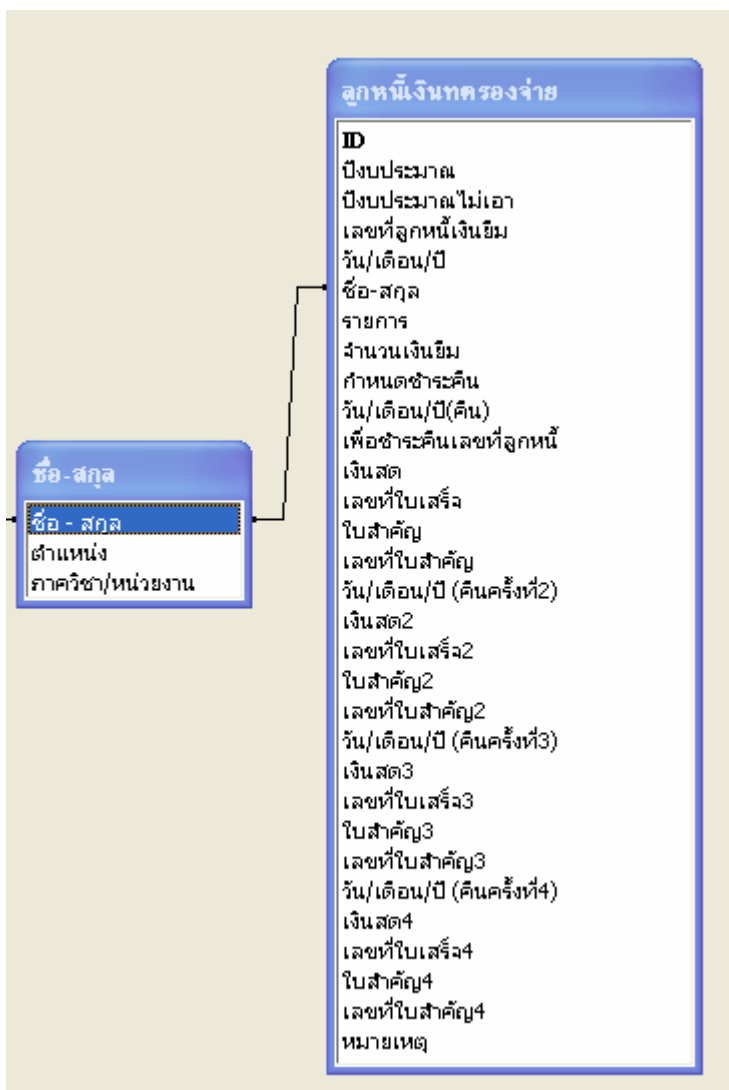 ลูกหนี้เงินทดรองจ่าย
ID
ปีงบประมาณ
ปีงบประมาณไม่เอา
เลขที่ลูกหนี้เงินยืม
วัน/เดือน/ปี
ชื่อ-สกุล
รายการ
จำนวนเงินยืม
กำหนดชำระคืน
วัน/เดือน/ปี(คืน)
เพื่อชำระคืนเลขที่ลูกหนี้
เงินสด
เลขที่ใบเสร็จ
ใบสำคัญ
เลขที่ใบสำคัญ
วัน/เดือน/ปี (คืนครั้งที่2)
เงินสด2
เลขที่ใบเสร็จ2
ใบสำคัญ2
เลขที่ใบสำคัญ2
วัน/เดือน/ปี (คืนครั้งที่3)
เงินสด3
เลขที่ใบเสร็จ3
ใบสำคัญ3
เลขที่ใบสำคัญ3
วัน/เดือน/ปี (คืนครั้งที่4)
เงินสด4
เลขที่ใบเสร็จ4
ใบสำคัญ4
เลขที่ใบสำคัญ4
หมายเหตุ
ชื่อ-สกุล
ชื่อ - สกุล
ตำแหน่ง
ภาควิชา/หน่วยงาน